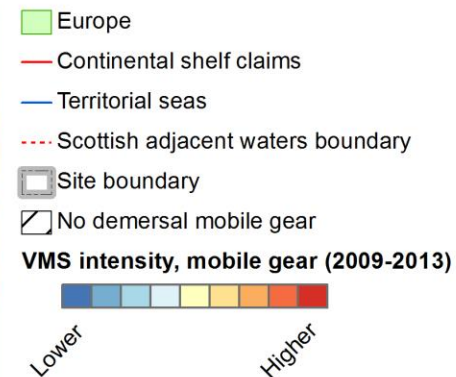 Europe
Continental shelf claims
Territorial seas
Scottish adjacent waters boundary
Site boundary
No demersal mobile gear
VMS intensity, mobile gear (2009-2013)
Lower
Higher